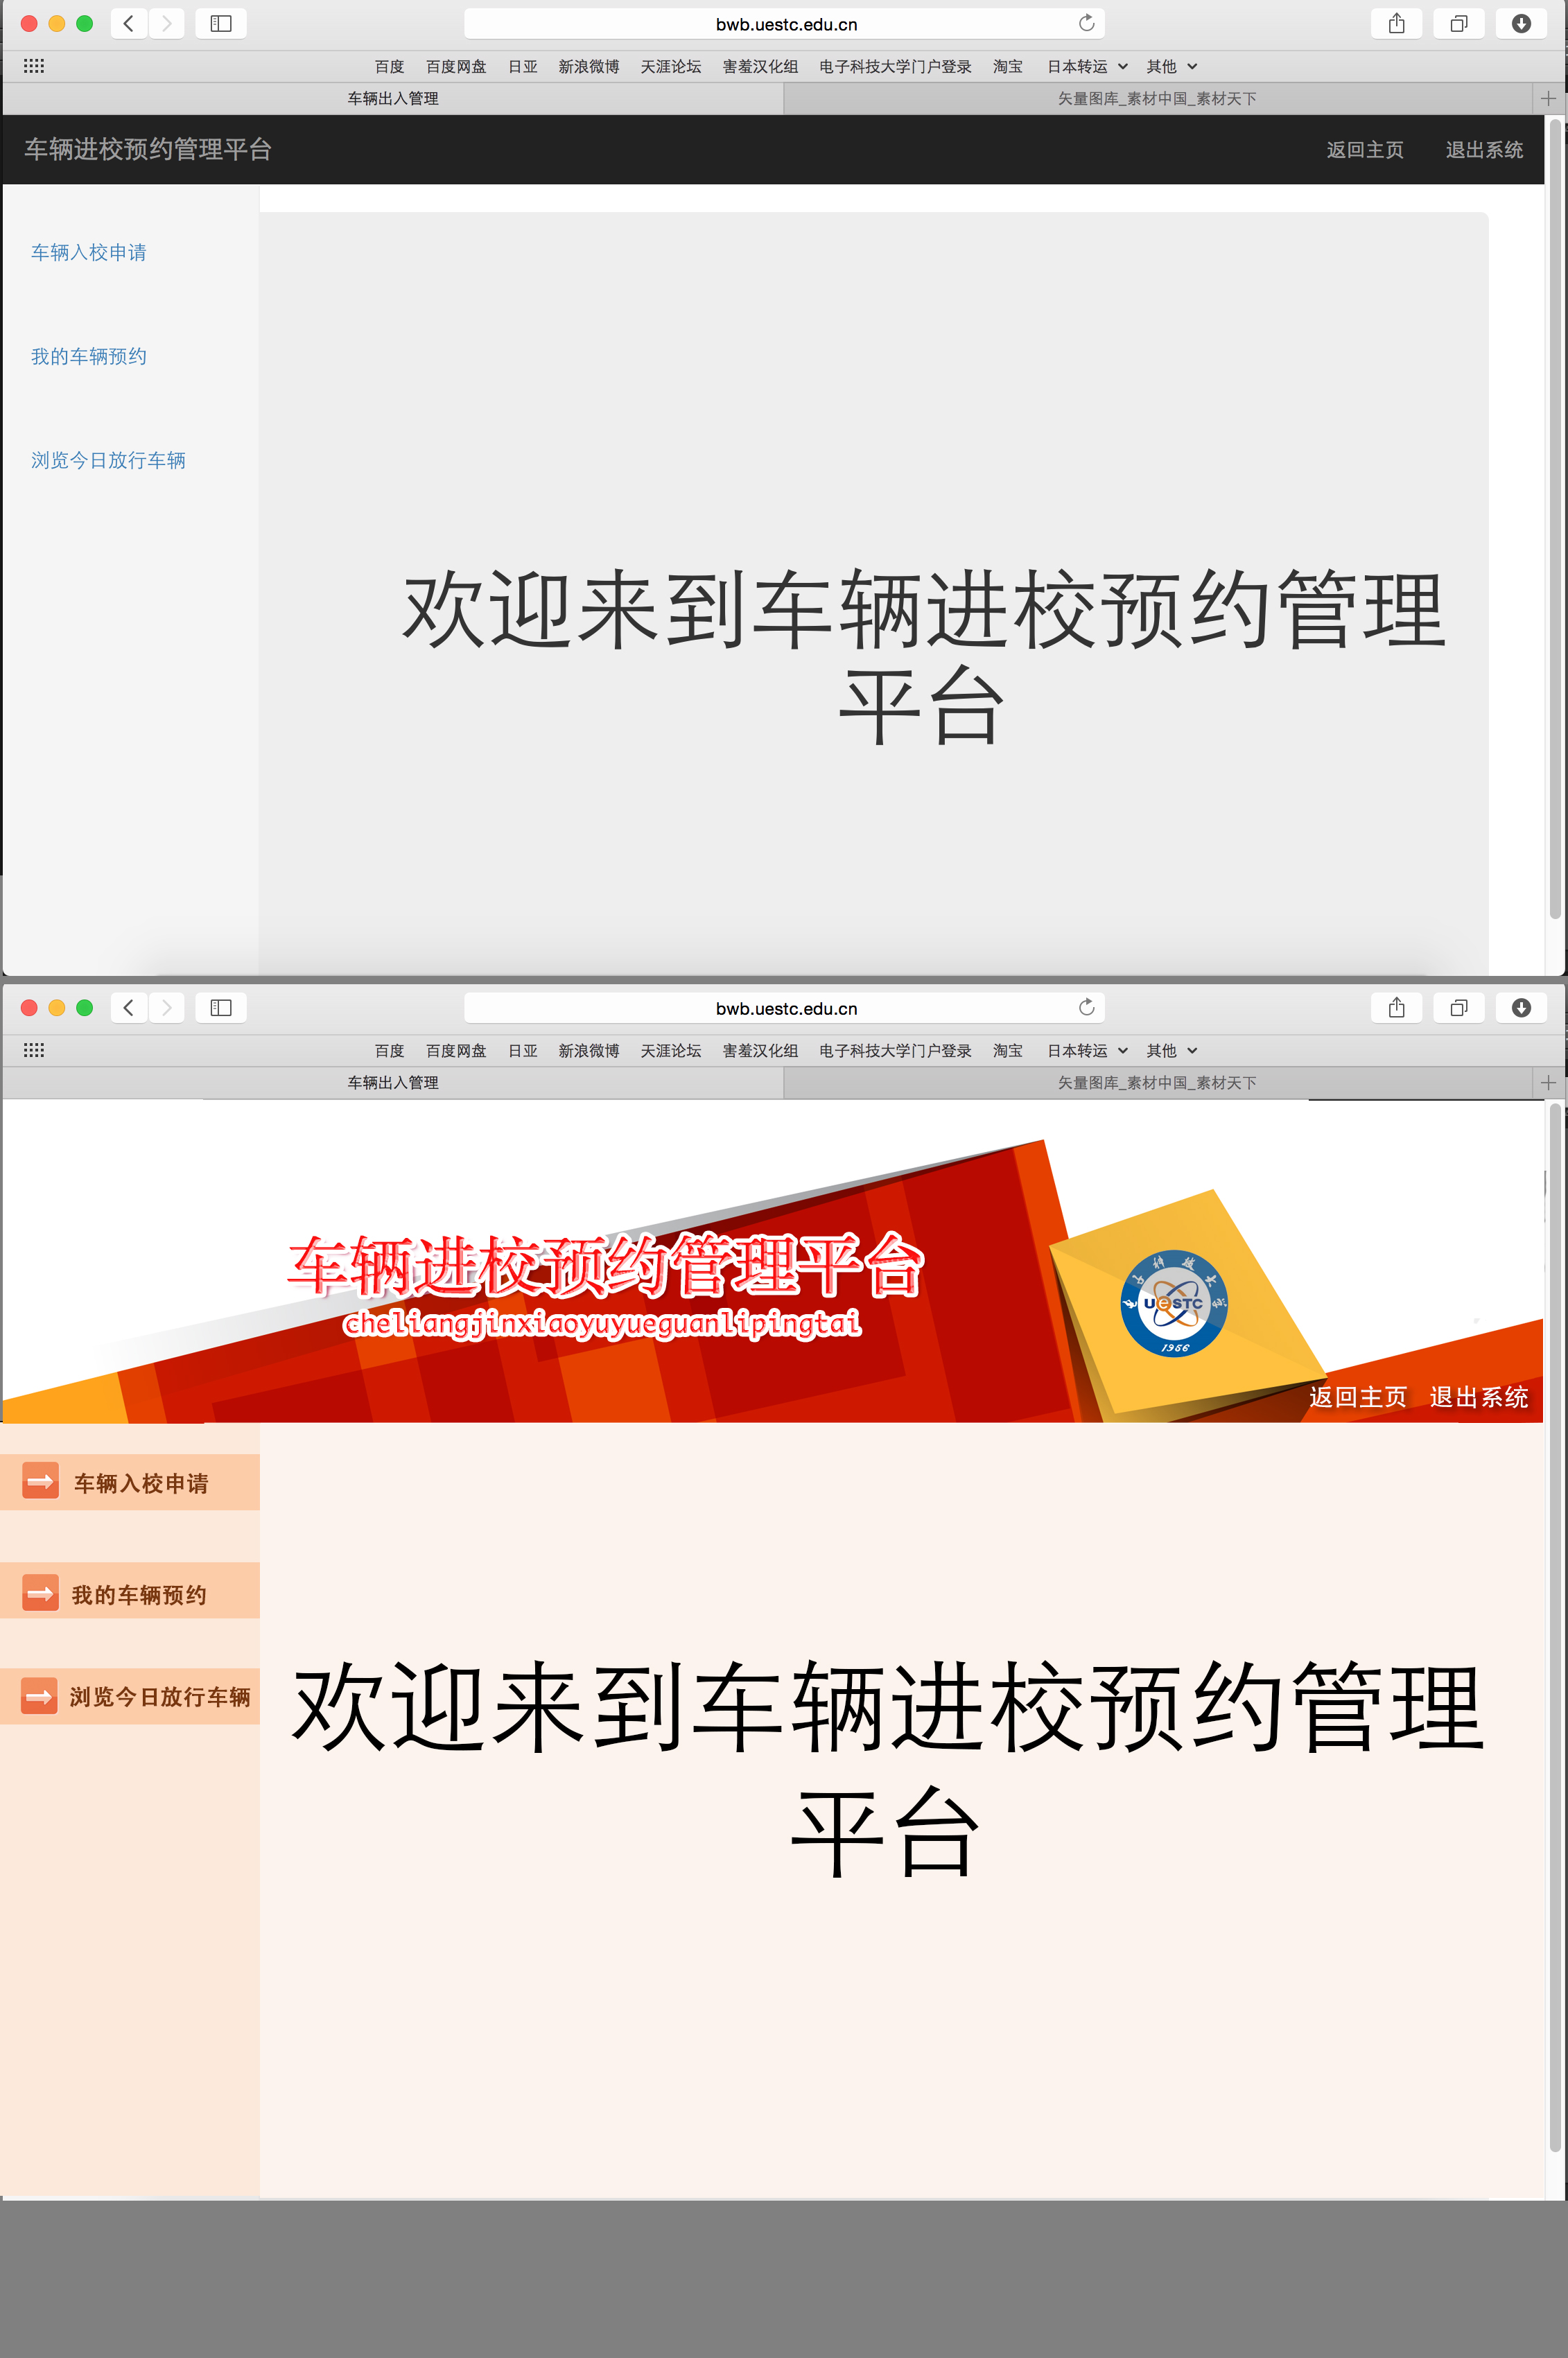 bwb.uestc.edu.cn
百度 百度网盘 日亚 新浪微博 天涯论坛 害羞汉化组 电子科技大学门户登录 淘宝 日本转运 其他
车辆出入管理 矢量图库_素材中国_素材天下
车辆进校预约管理平台 返回主页 退出系统
车辆入校申请
我的车辆预约
浏览今日放行车辆
欢迎来到车辆进校预约管理
平台
bwb.uestc.edu.cn
百度 百度网盘 日亚 新浪微博 天涯论坛 害羞汉化组 电子科技大学门户登录 淘宝 日本转运 其他
车辆出入管理 矢量图库_素材中国_素材天下
车辆进校预约管理平台
cheliangjinxiaoyuyueguanlipingtai
UESTC
1956
返回主页 退出系统
车辆入校申请
我的车辆预约
浏览今日放行车辆
欢迎来到车辆进校预约管理
平台